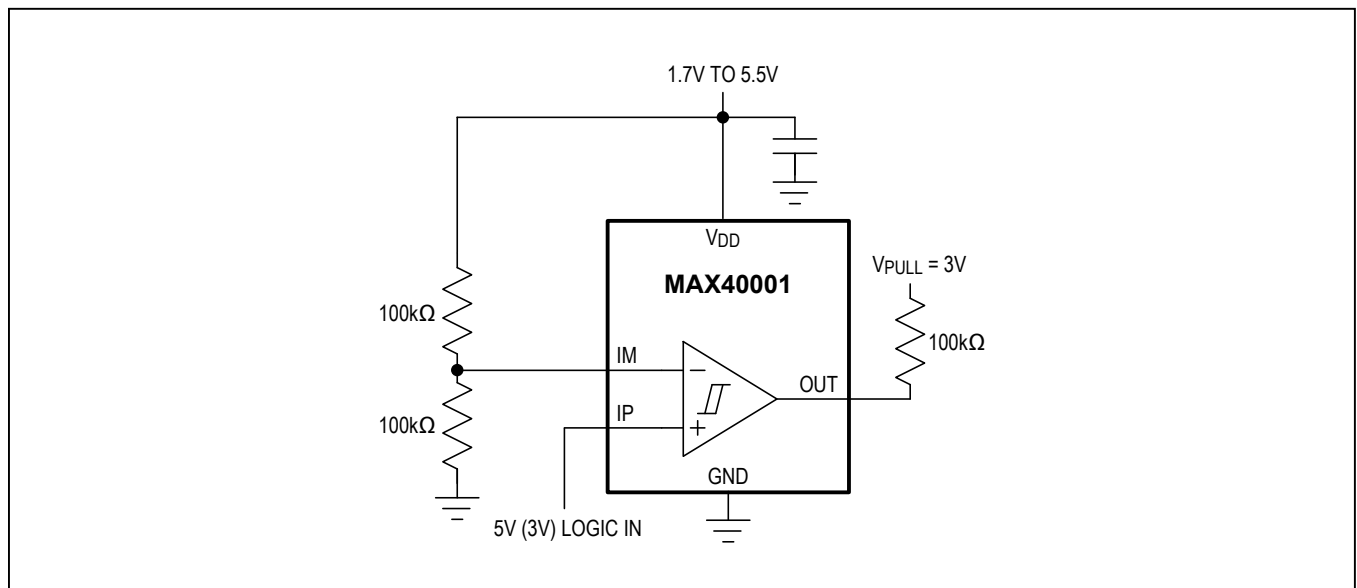 1.7V TO 5.5V
VDD
MAX40001
VPULL = 3V
100kΩ
100kΩ
IM
−
OUT
100kΩ
IP
+
GND
5V (3V) LOGIC IN